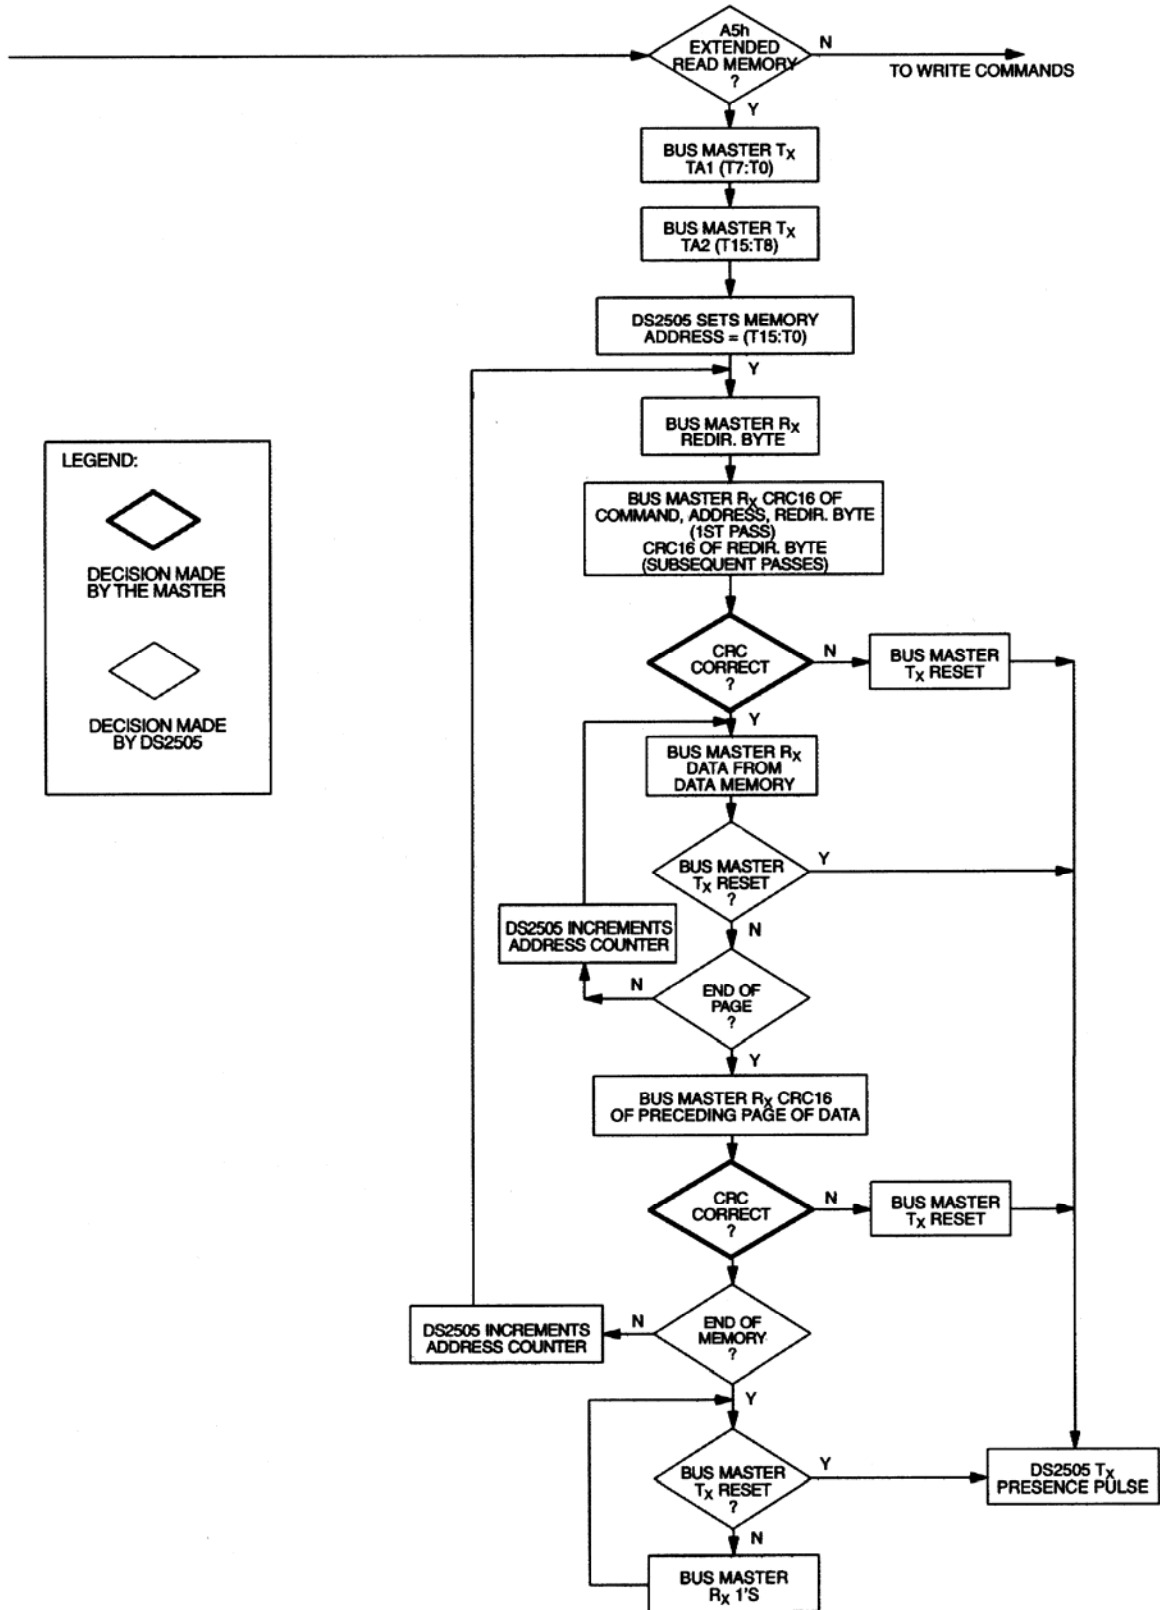 A5h
EXTENDED
READ MEMORY
?
N
TO WRITE COMMANDS
Y
BUS MASTER TX
TA1 (T7:T0)
BUS MASTER TX
TA2 (T15:T8)
DS2505 SETS MEMORY
ADDRESS = (T15:T0)
Y
BUS MASTER RX
REDIR. BYTE
LEGEND:
DECISION MADE
BY THE MASTER
DECISION MADE
BY DS2505
BUS MASTER RX CRC16 OF
COMMAND, ADDRESS, REDIR. BYTE
(1ST PASS)
CRC16 OF REDIR. BYTE
(SUBSEQUENT PASSES)
CRC
CORRECT
?
N
BUS MASTER
TX RESET
Y
BUS MASTER RX
DATA FROM
DATA MEMORY
BUS MASTER
TX RESET
?
Y
N
DS2505 INCREMENTS
ADDRESS COUNTER
END OF
PAGE
?
N
Y
BUS MASTER RX CRC16
OF PRECEDING PAGE OF DATA
CRC
CORRECT
?
N
BUS MASTER
TX RESET
END OF
MEMORY
?
N
DS2505 INCREMENTS
ADDRESS COUNTER
Y
BUS MASTER
TX RESET
?
Y
DS2505 TX
PRESENCE PULSE
N
BUS MASTER
RX 1'S